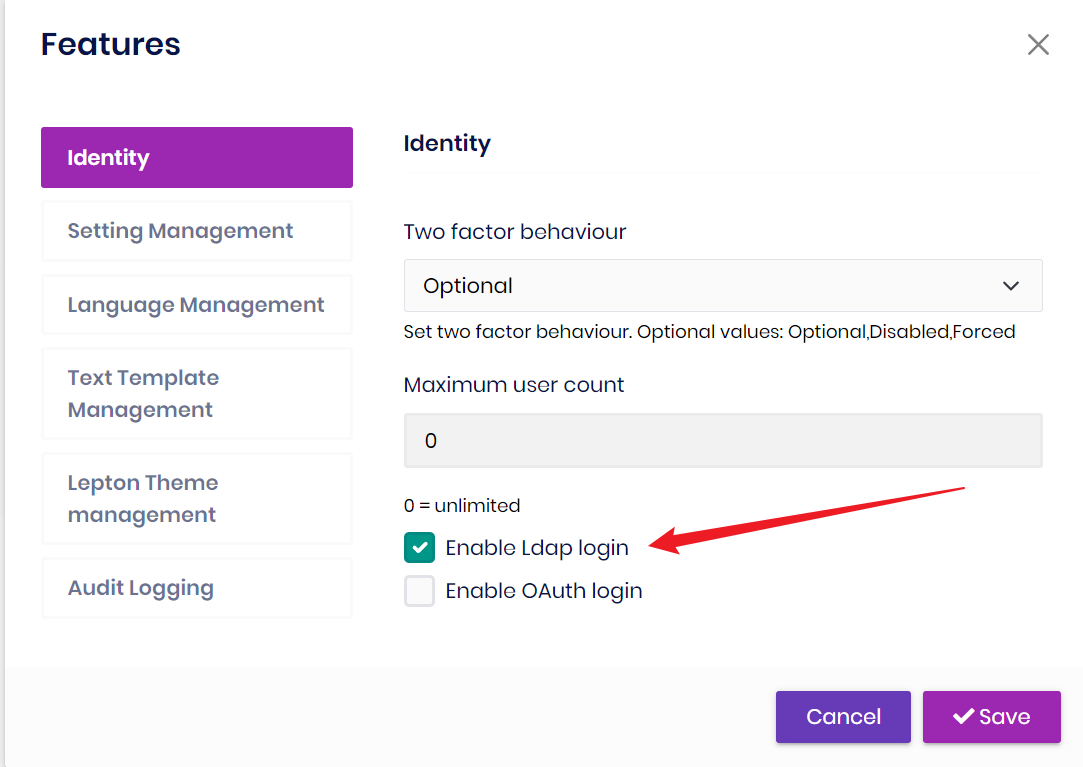 Features
Identity
Setting Management
Language Management
Text Template
Management
Lepton Theme
management
Audit Logging
Identity
Two factor behaviour
Optional
Set two factor behaviour. Optional values: Optional,Disabled,Forced
Maximum user count
0
0 = unlimited
Enable Ldap login
Enable OAuth login
Cancel
Save